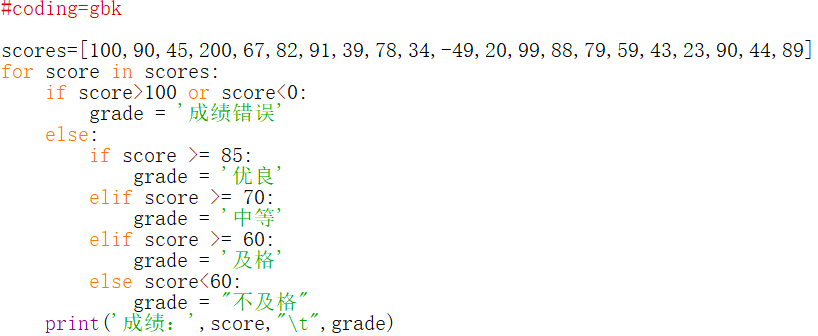 #coding=gbk

scores=[100,90,45,200,67,82,91,39,78,34,-49,20,99,88,79,59,43,23,90,44,89]
for score in scores:
    if score>100 or score<0:
        grade = '成绩错误'
    else:
        if score >= 85:
            grade = '优良'
        elif score >= 70:
            grade = '中等'
        elif score >= 60:
            grade = '及格'
        else score<60:
            grade = "不及格"
    print('成绩：',score,"\t",grade)